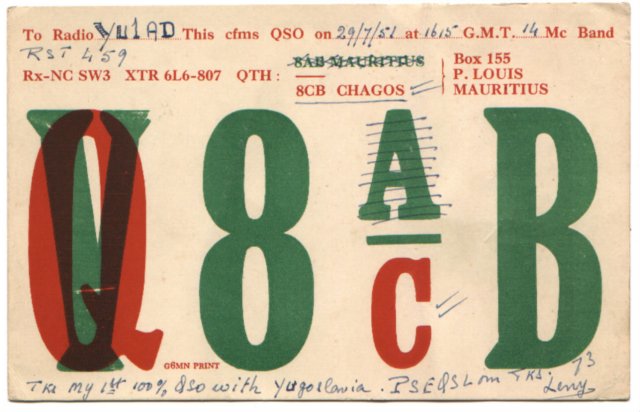 To Radio YU1AD This cfms QSO on 29/7/51 at 1615 G.M.T. 14 Mc Band
RST 459
Rx-NC SW3 XTR 6L6-807 QTH : 8AB MAURITIUS
8CB CHAGOS
Box 155
P. LOUIS
MAURITIUS
VQ8 A/C B
G6MN PRINT
Tks my 1st 100% QSO with Yugoslavia. PSE QSL om TKS. 73
Leny